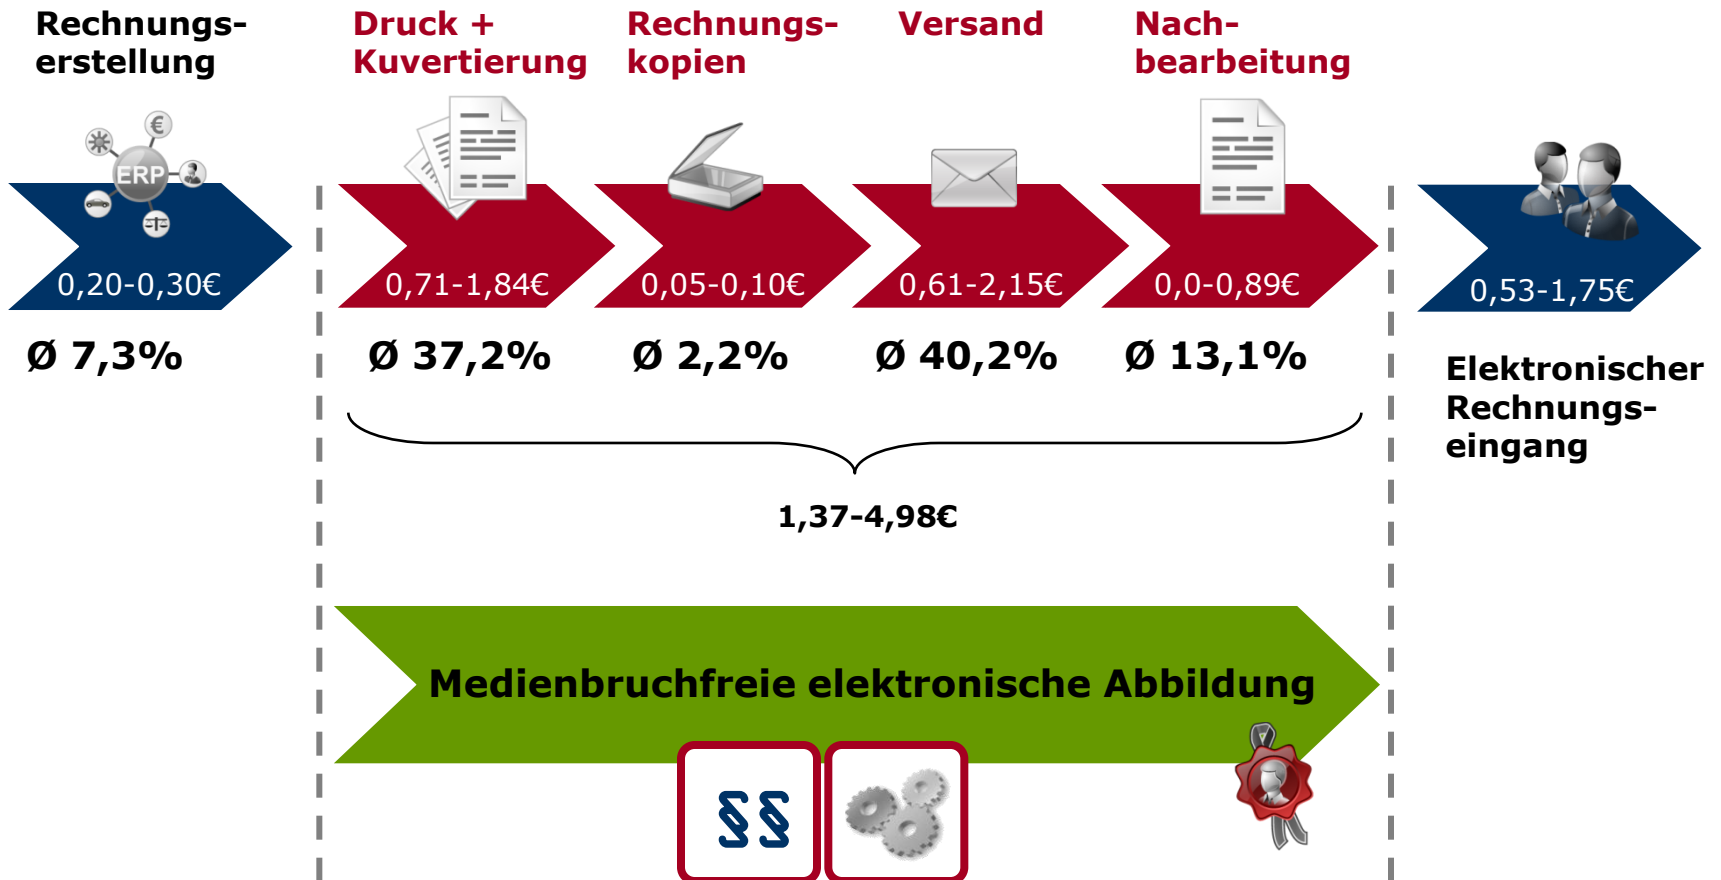 Rechnungs-
erstellung
Druck +
Kuvertierung
Rechnungs-
kopien
Versand
Nach-
bearbeitung
€
ERP
0,20-0,30€
0,71-1,84€
0,05-0,10€
0,61-2,15€
0,0-0,89€
0,53-1,75€
Ø 7,3%
Ø 37,2%
Ø 2,2%
Ø 40,2%
Ø 13,1%
Elektronischer
Rechnungs-
eingang
1,37-4,98€
Medienbruchfreie elektronische Abbildung
§§